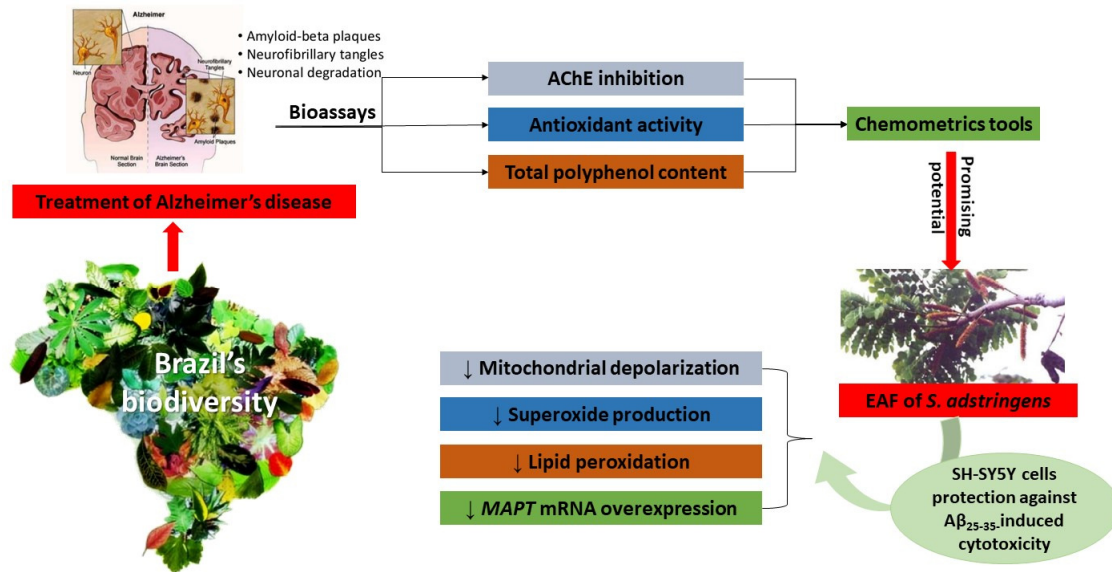 Alzheimer
Neuron
Neurofibrillary
Tangles
Amyloid Plaques
Normal Brain
Section
Alzheimer's
Brain Section
• Amyloid-beta plaques
• Neurofibrillary tangles
• Neuronal degradation
Bioassays
AChE inhibition
Antioxidant activity
Total polyphenol content
Chemometrics tools
Promising
potential
Treatment of Alzheimer's disease
Brazil's
biodiversity
EAF of S. adstringens
SH-SY5Y cells
protection against
Aβ25-35-induced
cytotoxicity
↓ Mitochondrial depolarization
↓ Superoxide production
↓ Lipid peroxidation
↓ MAPT mRNA overexpression